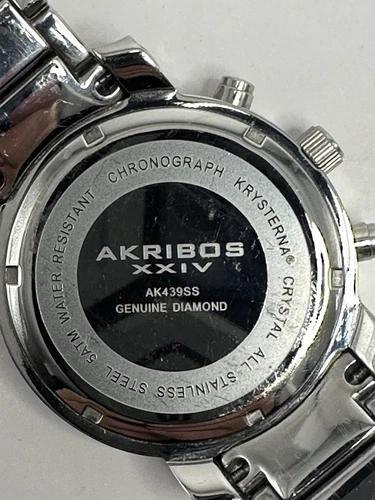 AKRIBOS
XXIV
AK439SS
GENUINE DIAMOND
CHRONOGRAPH KRYSTERNA® CRYSTAL ALL STAINLESS STEEL 5ATM WATER RESISTANT